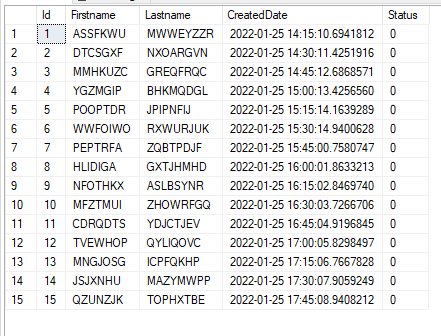 Id Firstname Lastname CreatedDate Status
1 1 ASSFKWU MWWEYZZR 2022-01-25 14:15:10.6941812 0
2 2 DTCSGXF NXOARGVN 2022-01-25 14:30:11.4251916 0
3 3 MMHKUZC GREQFRQC 2022-01-25 14:45:12.6868571 0
4 4 YGZMGIP BHKMQDGL 2022-01-25 15:00:13.4256560 0
5 5 POOPTDR JPIPNFIJ 2022-01-25 15:15:14.1639289 0
6 6 WWFOIWO RXWURJUK 2022-01-25 15:30:14.9400628 0
7 7 PEPTRFA ZQBTPDJF 2022-01-25 15:45:00.7580747 0
8 8 HLIDIGA GXTJHMHD 2022-01-25 16:00:01.8633213 0
9 9 NFOTHKX ASLBSYNR 2022-01-25 16:15:02.8469740 0
10 10 MFZTMUI ZHOWRFGQ 2022-01-25 16:30:03.7266706 0
11 11 CDRQDTS YDJCTJEV 2022-01-25 16:45:04.9196845 0
12 12 TVEWHOP QYLIQOVC 2022-01-25 17:00:05.8298497 0
13 13 MNGJOSG ICPFQKHP 2022-01-25 17:15:06.7667828 0
14 14 JSJXNHU MAZYMWPP 2022-01-25 17:30:07.9059249 0
15 15 QZUNZJK TOPHXTBE 2022-01-25 17:45:08.9408212 0